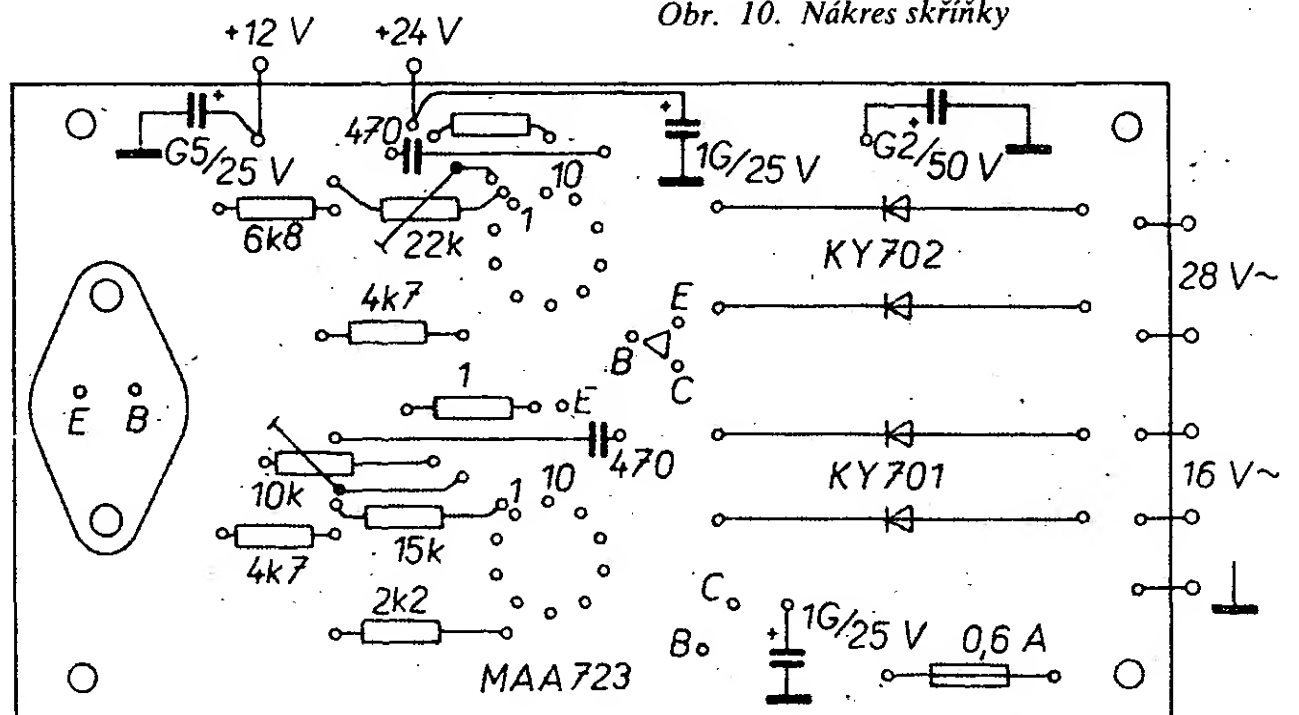 Obr. 10. Nákres skříňky
+12 V
+24 V
+
G5/25 V
470
+
1G/25 V
+
G2/50 V
10
1
6k8
22k
KY702
28 V~
4k7
E
B
C
1
E
E B
470
10k
KY701
16 V~
10
1
15k
4k7
2k2
C
B
+
1G/25 V
0,6 A
MAA723